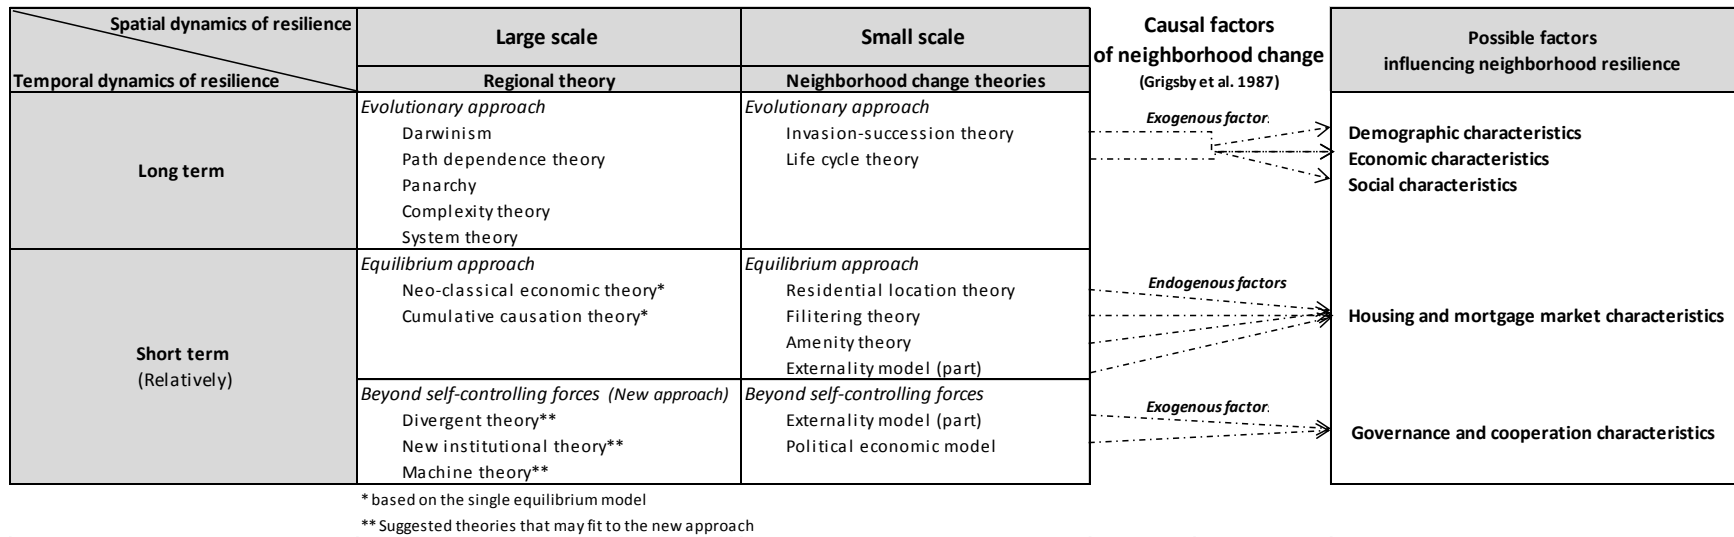 Spatial dynamics of resilience
Temporal dynamics of resilience
Large scale
Small scale
Regional theory
Neighborhood change theories
Causal factors
of neighborhood change
(Grigsby et al. 1987)
Possible factors
influencing neighborhood resilience
Long term
Evolutionary approach
Darwinism
Path dependence theory
Panarchy
Complexity theory
System theory
Evolutionary approach
Invasion-succession theory
Life cycle theory
Exogenous factor
Demographic characteristics
Economic characteristics
Social characteristics
Short term
(Relatively)
Equilibrium approach
Neo-classical economic theory*
Cumulative causation theory*
Equilibrium approach
Residential location theory
Filitering theory
Amenity theory
Externality model (part)
Endogenous factors
Housing and mortgage market characteristics
Beyond self-controlling forces (New approach)
Divergent theory**
New institutional theory**
Machine theory**
Beyond self-controlling forces
Externality model (part)
Political economic model
Exogenous factor
Governance and cooperation characteristics
* based on the single equilibrium model
** Suggested theories that may fit to the new approach